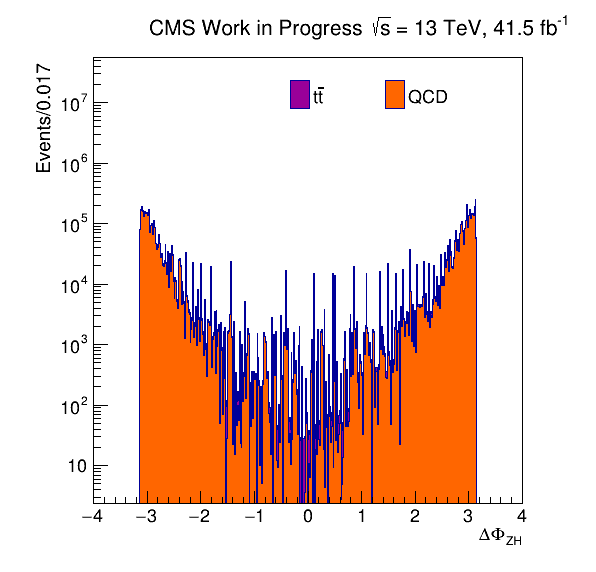 CMS Work in Progress √s = 13 TeV, 41.5 fb⁻¹
Events/0.017
tt̄
QCD
10⁷
10⁶
10⁵
10⁴
10³
10²
10
−4 −3 −2 −1 0 1 2 3 4
ΔΦ_ZH